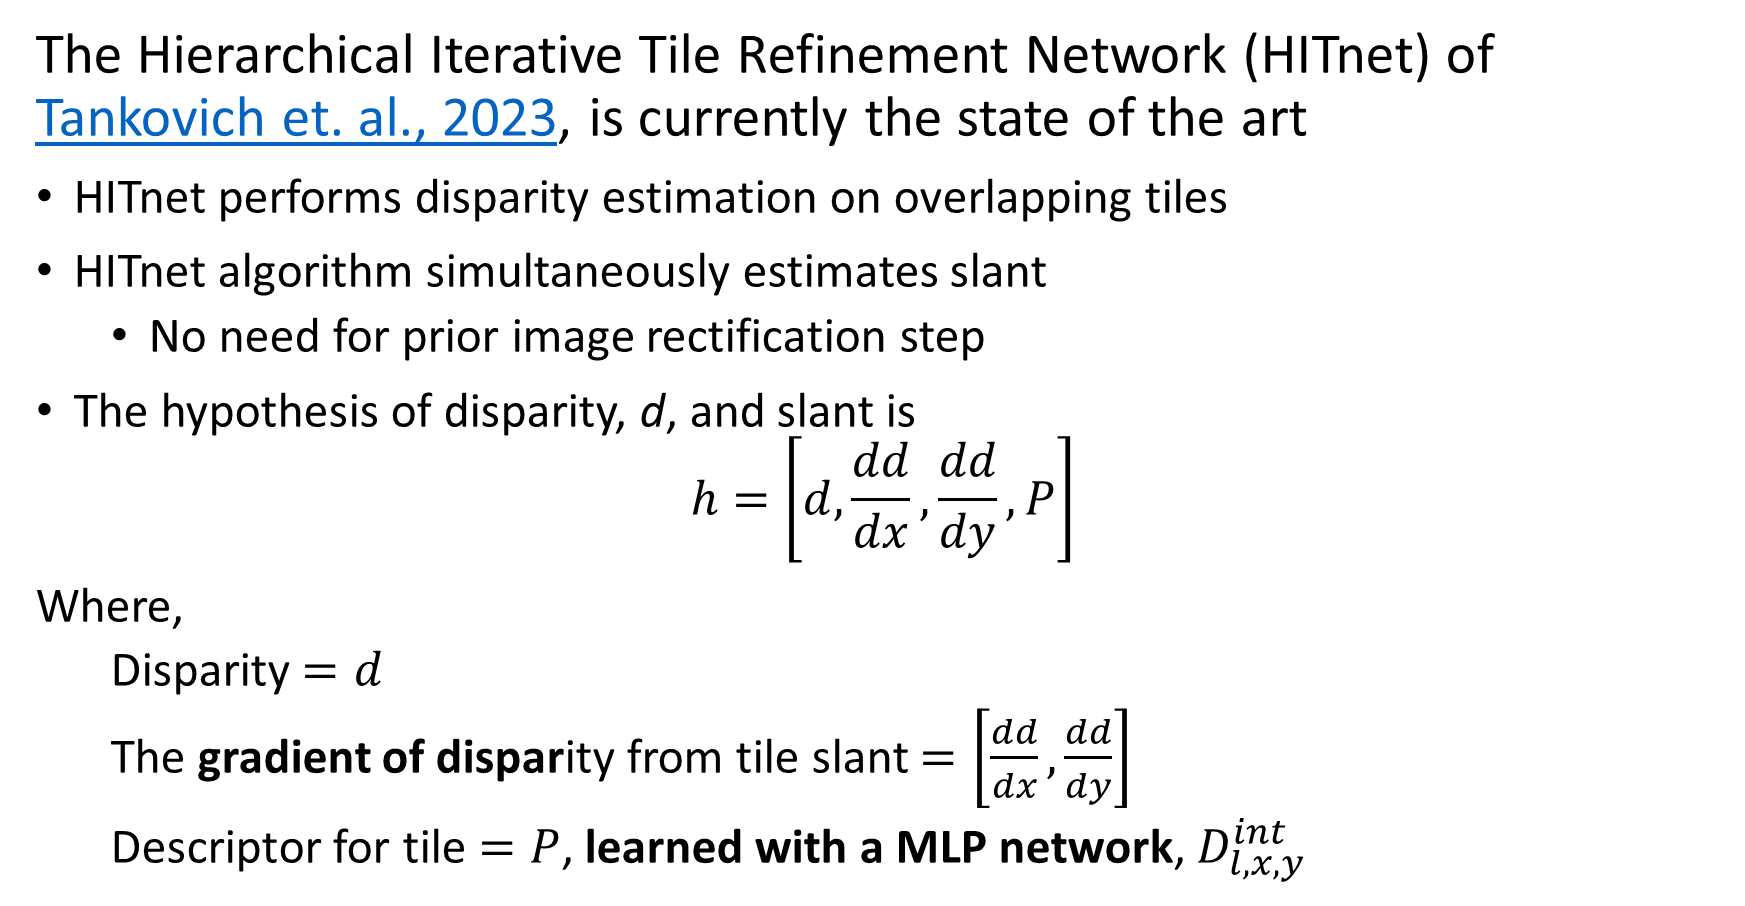 The Hierarchical Iterative Tile Refinement Network (HITnet) of
Tankovich et. al., 2023, is currently the state of the art
• HITnet performs disparity estimation on overlapping tiles
• HITnet algorithm simultaneously estimates slant
• No need for prior image rectification step
• The hypothesis of disparity, d, and slant is
h = [d, dd/dx, dd/dy, P]
Where,
Disparity = d
The gradient of disparity from tile slant = [dd/dx, dd/dy]
Descriptor for tile = P, learned with a MLP network, D_{l,x,y}^{int}